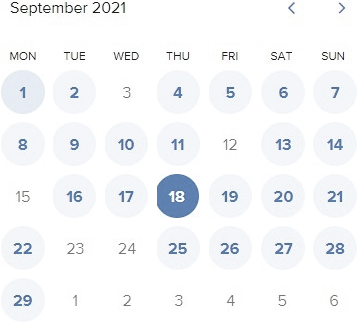 September 2021
MON TUE WED THU FRI SAT SUN
1 2 3 4 5 6 7
8 9 10 11 12 13 14
15 16 17 18 19 20 21
22 23 24 25 26 27 28
29 1 2 3 4 5 6